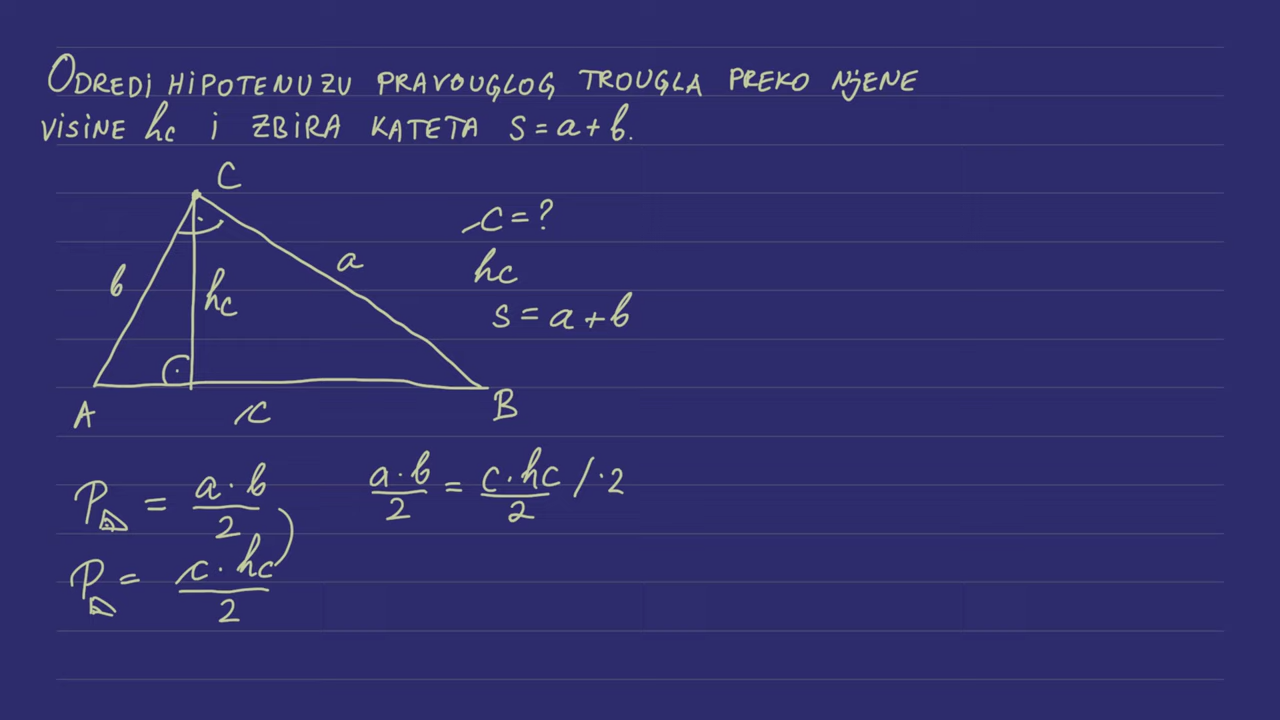 ODREDI HIPOTENUZU PRAVOUGLOG TROUGLA PREKO NJENE
VISINE hc i ZBIRA KATETA S = a + b.
C
b
hc
a
A
c
B
c = ?
hc
s = a + b
P = a · b / 2
P = c · hc / 2
a · b / 2 = c · hc / 2 / · 2